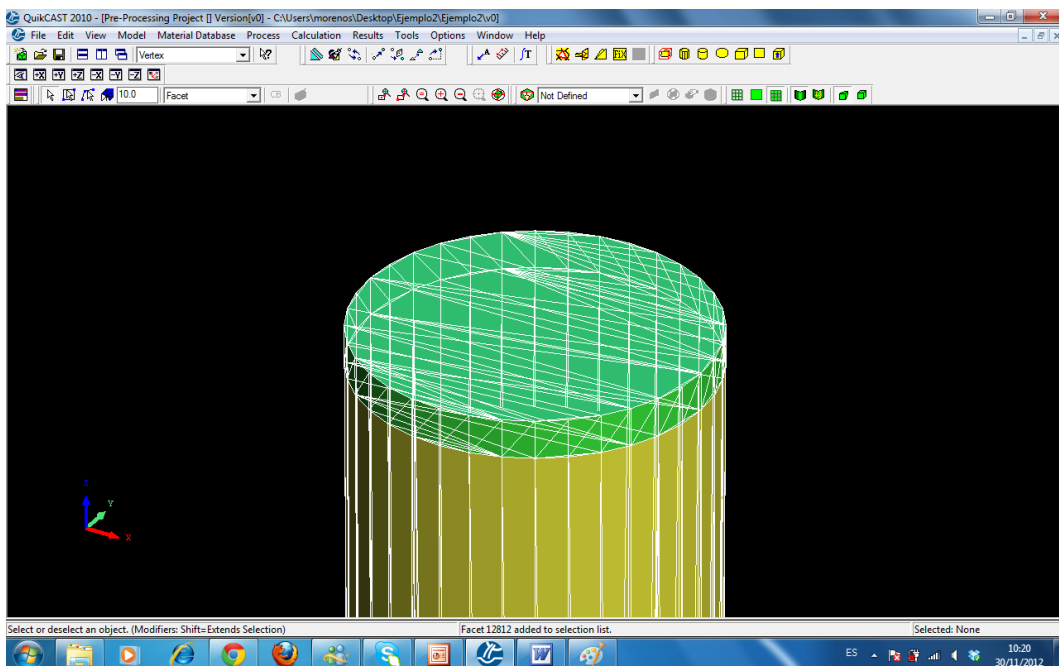 QuikCAST 2010 - [Pre-Processing Project [] Version[v0] - C:\Users\morenos\Desktop\Ejemplo2\Ejemplo2\v0]
File Edit View Model Material Database Process Calculation Results Tools Options Window Help
Vertex
+X +Y +Z -X -Y -Z
10.0 Facet CB Not Defined
Z
Y
X
Select or deselect an object. (Modifiers: Shift=Extends Selection) Facet 12812 added to selection list. Selected: None
ES 10:20
30/11/2012